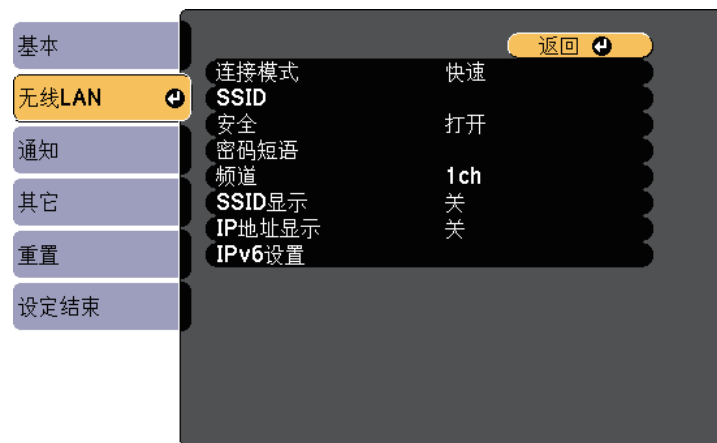 基本
无线LAN
通知
其它
重置
设定结束
返回
连接模式 快速
SSID
安全 打开
密码短语
频道 1ch
SSID显示 关
IP地址显示 关
IPv6设置